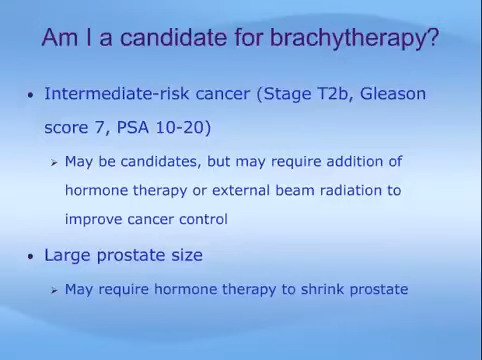 Am I a candidate for brachytherapy?
• Intermediate-risk cancer (Stage T2b, Gleason
score 7, PSA 10-20)
➢ May be candidates, but may require addition of
hormone therapy or external beam radiation to
improve cancer control
• Large prostate size
➢ May require hormone therapy to shrink prostate